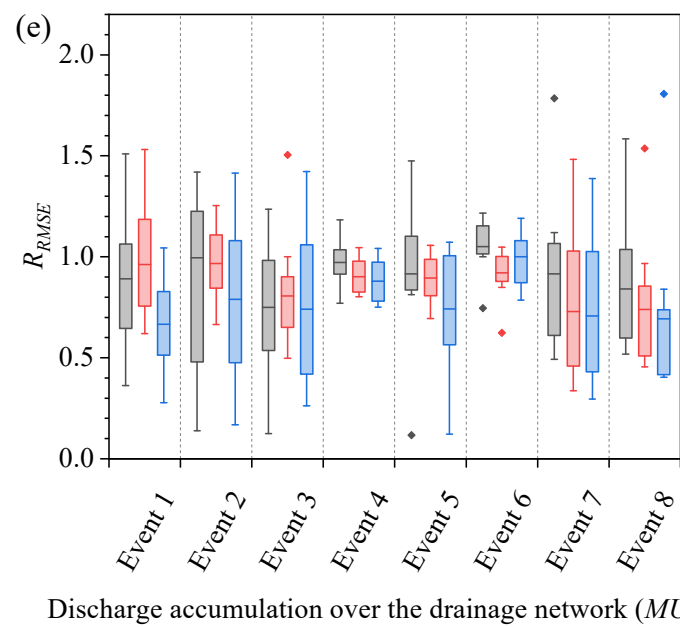 (e)
2.0
1.5
1.0
0.5
0.0
R_RMSE
Event 1
Event 2
Event 3
Event 4
Event 5
Event 6
Event 7
Event 8
Discharge accumulation over the drainage network (MU